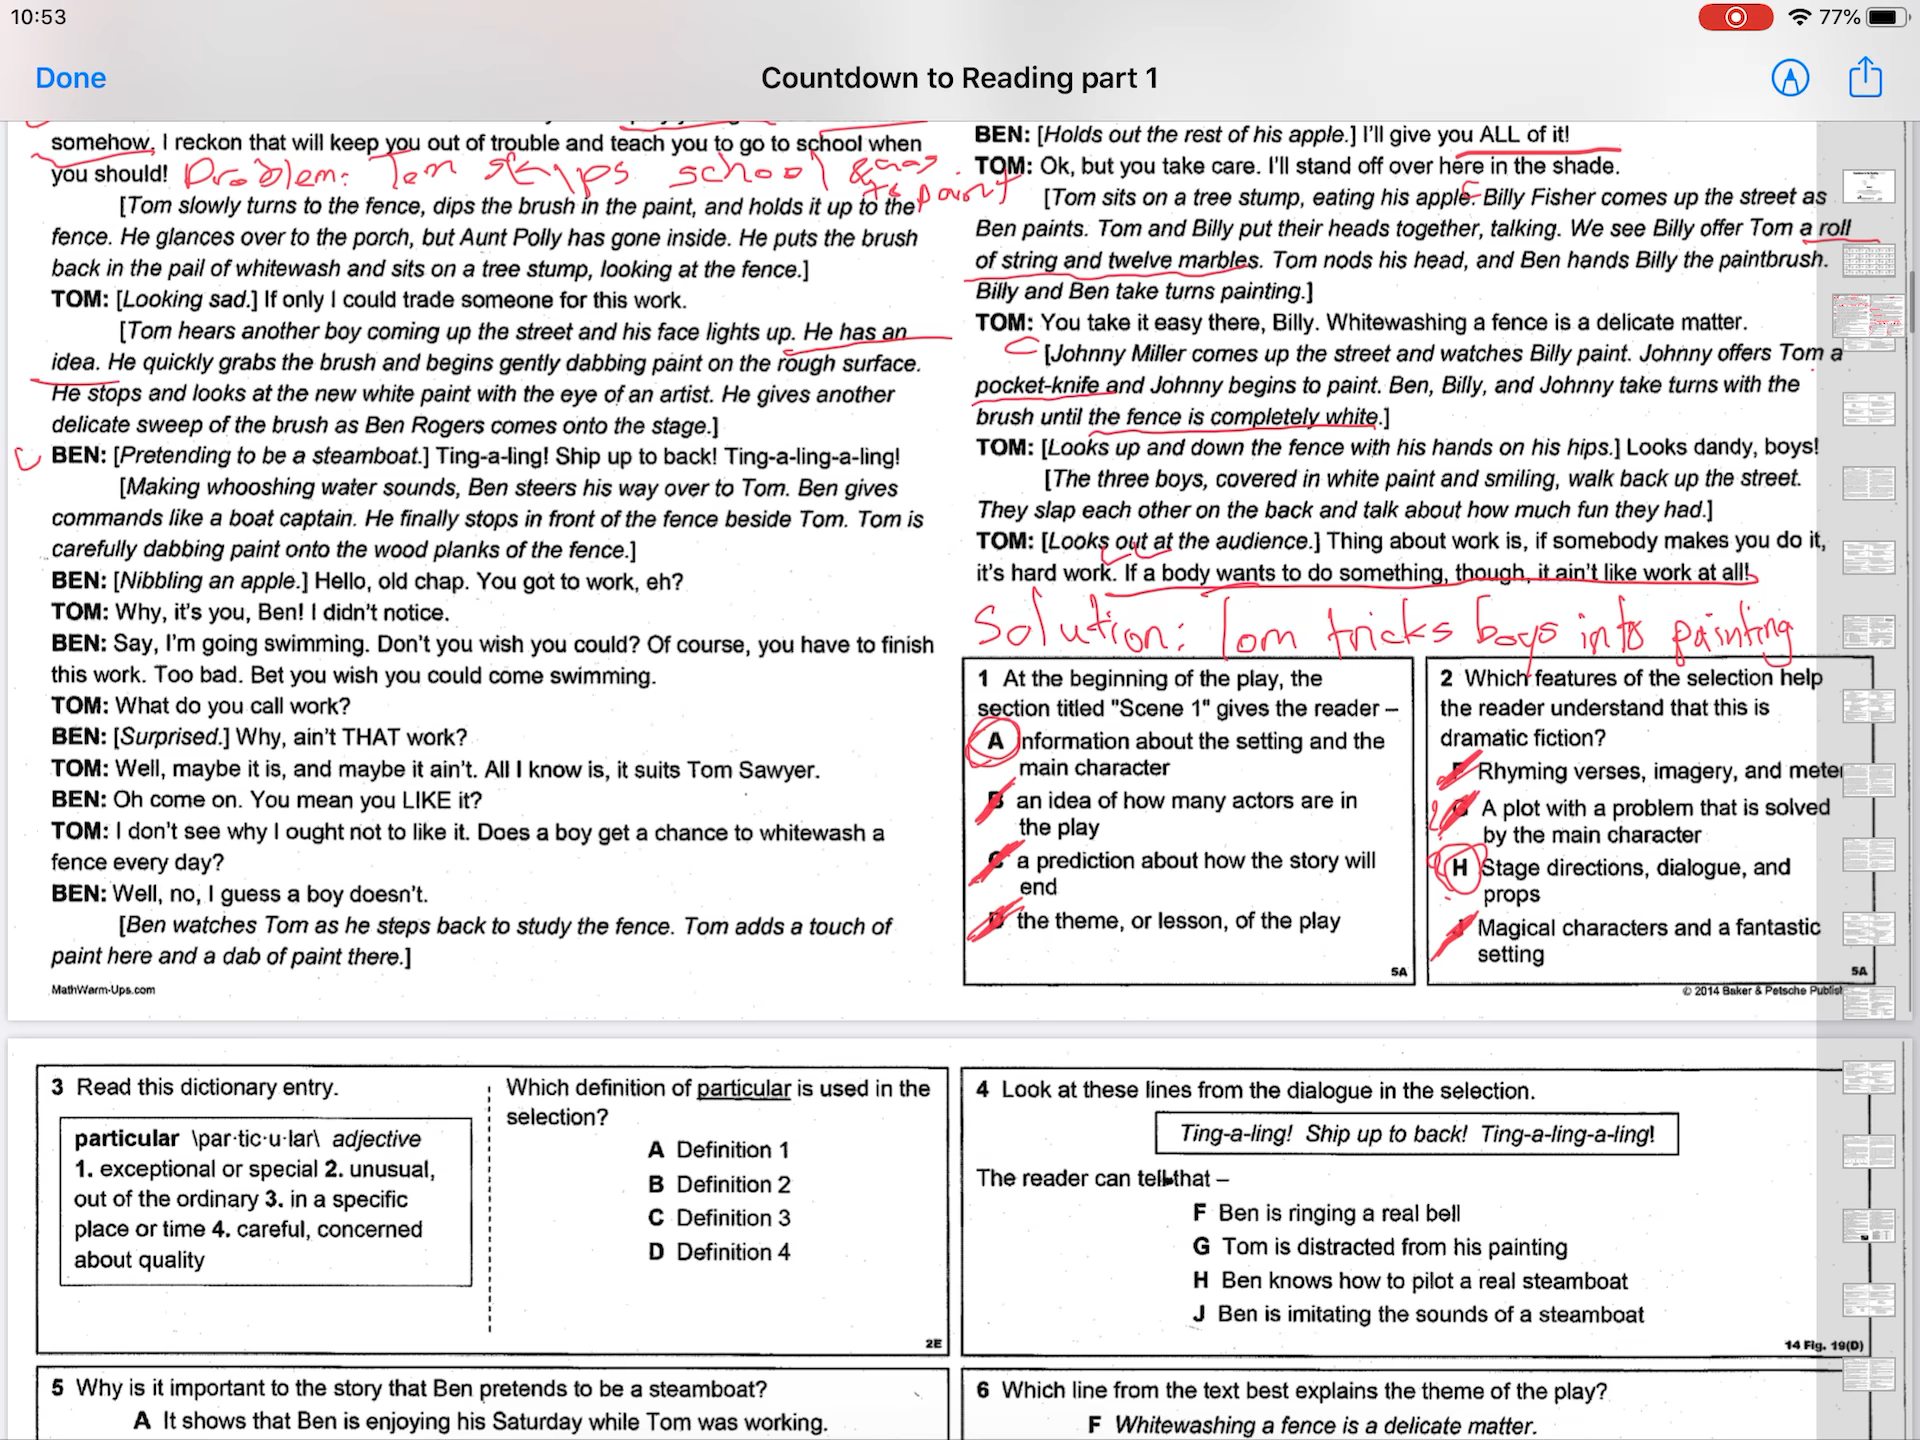 10:53
77%
Done
Countdown to Reading part 1
somehow. I reckon that will keep you out of trouble and teach you to go to school when
you should! Problem: Tom skips school & has
to paint
[Tom slowly turns to the fence, dips the brush in the paint, and holds it up to the
fence. He glances over to the porch, but Aunt Polly has gone inside. He puts the brush
back in the pail of whitewash and sits on a tree stump, looking at the fence.]
TOM: [Looking sad.] If only I could trade someone for this work.
[Tom hears another boy coming up the street and his face lights up. He has an
idea. He quickly grabs the brush and begins gently dabbing paint on the rough surface.
He stops and looks at the new white paint with the eye of an artist. He gives another
delicate sweep of the brush as Ben Rogers comes onto the stage.]
BEN: [Pretending to be a steamboat.] Ting-a-ling! Ship up to back! Ting-a-ling-a-ling!
[Making whooshing water sounds, Ben steers his way over to Tom. Ben gives
commands like a boat captain. He finally stops in front of the fence beside Tom. Tom is
carefully dabbing paint onto the wood planks of the fence.]
BEN: [Nibbling an apple.] Hello, old chap. You got to work, eh?
TOM: Why, it's you, Ben! I didn't notice.
BEN: Say, I'm going swimming. Don't you wish you could? Of course, you have to finish
this work. Too bad. Bet you wish you could come swimming.
TOM: What do you call work?
BEN: [Surprised.] Why, ain't THAT work?
TOM: Well, maybe it is, and maybe it ain't. All I know is, it suits Tom Sawyer.
BEN: Oh come on. You mean you LIKE it?
TOM: I don't see why I ought not to like it. Does a boy get a chance to whitewash a
fence every day?
BEN: Well, no, I guess a boy doesn't.
[Ben watches Tom as he steps back to study the fence. Tom adds a touch of
paint here and a dab of paint there.]
MathWarm-Ups.com
BEN: [Holds out the rest of his apple.] I'll give you ALL of it!
TOM: Ok, but you take care. I'll stand off over here in the shade.
[Tom sits on a tree stump, eating his apple. Billy Fisher comes up the street as
Ben paints. Tom and Billy put their heads together, talking. We see Billy offer Tom a roll
of string and twelve marbles. Tom nods his head, and Ben hands Billy the paintbrush.
Billy and Ben take turns painting.]
TOM: You take it easy there, Billy. Whitewashing a fence is a delicate matter.
[Johnny Miller comes up the street and watches Billy paint. Johnny offers Tom a
pocket-knife and Johnny begins to paint. Ben, Billy, and Johnny take turns with the
brush until the fence is completely white.]
TOM: [Looks up and down the fence with his hands on his hips.] Looks dandy, boys!
[The three boys, covered in white paint and smiling, walk back up the street.
They slap each other on the back and talk about how much fun they had.]
TOM: [Looks out at the audience.] Thing about work is, if somebody makes you do it,
it's hard work. If a body wants to do something, though, it ain't like work at all!
Solution: Tom tricks boys into painting
1 At the beginning of the play, the
section titled "Scene 1" gives the reader –
A information about the setting and the
main character
B an idea of how many actors are in
the play
C a prediction about how the story will
end
D the theme, or lesson, of the play
5A
2 Which features of the selection help
the reader understand that this is
dramatic fiction?
F Rhyming verses, imagery, and meter
G A plot with a problem that is solved
by the main character
H Stage directions, dialogue, and
props
J Magical characters and a fantastic
setting
5A
© 2014 Baker & Petsche Publish
3 Read this dictionary entry.
particular \par·tic·u·lar\ adjective
1. exceptional or special 2. unusual,
out of the ordinary 3. in a specific
place or time 4. careful, concerned
about quality
Which definition of particular is used in the
selection?
A Definition 1
B Definition 2
C Definition 3
D Definition 4
2E
4 Look at these lines from the dialogue in the selection.
Ting-a-ling! Ship up to back! Ting-a-ling-a-ling!
The reader can tell that –
F Ben is ringing a real bell
G Tom is distracted from his painting
H Ben knows how to pilot a real steamboat
J Ben is imitating the sounds of a steamboat
14 Fig. 19(D)
5 Why is it important to the story that Ben pretends to be a steamboat?
A It shows that Ben is enjoying his Saturday while Tom was working.
6 Which line from the text best explains the theme of the play?
F Whitewashing a fence is a delicate matter.